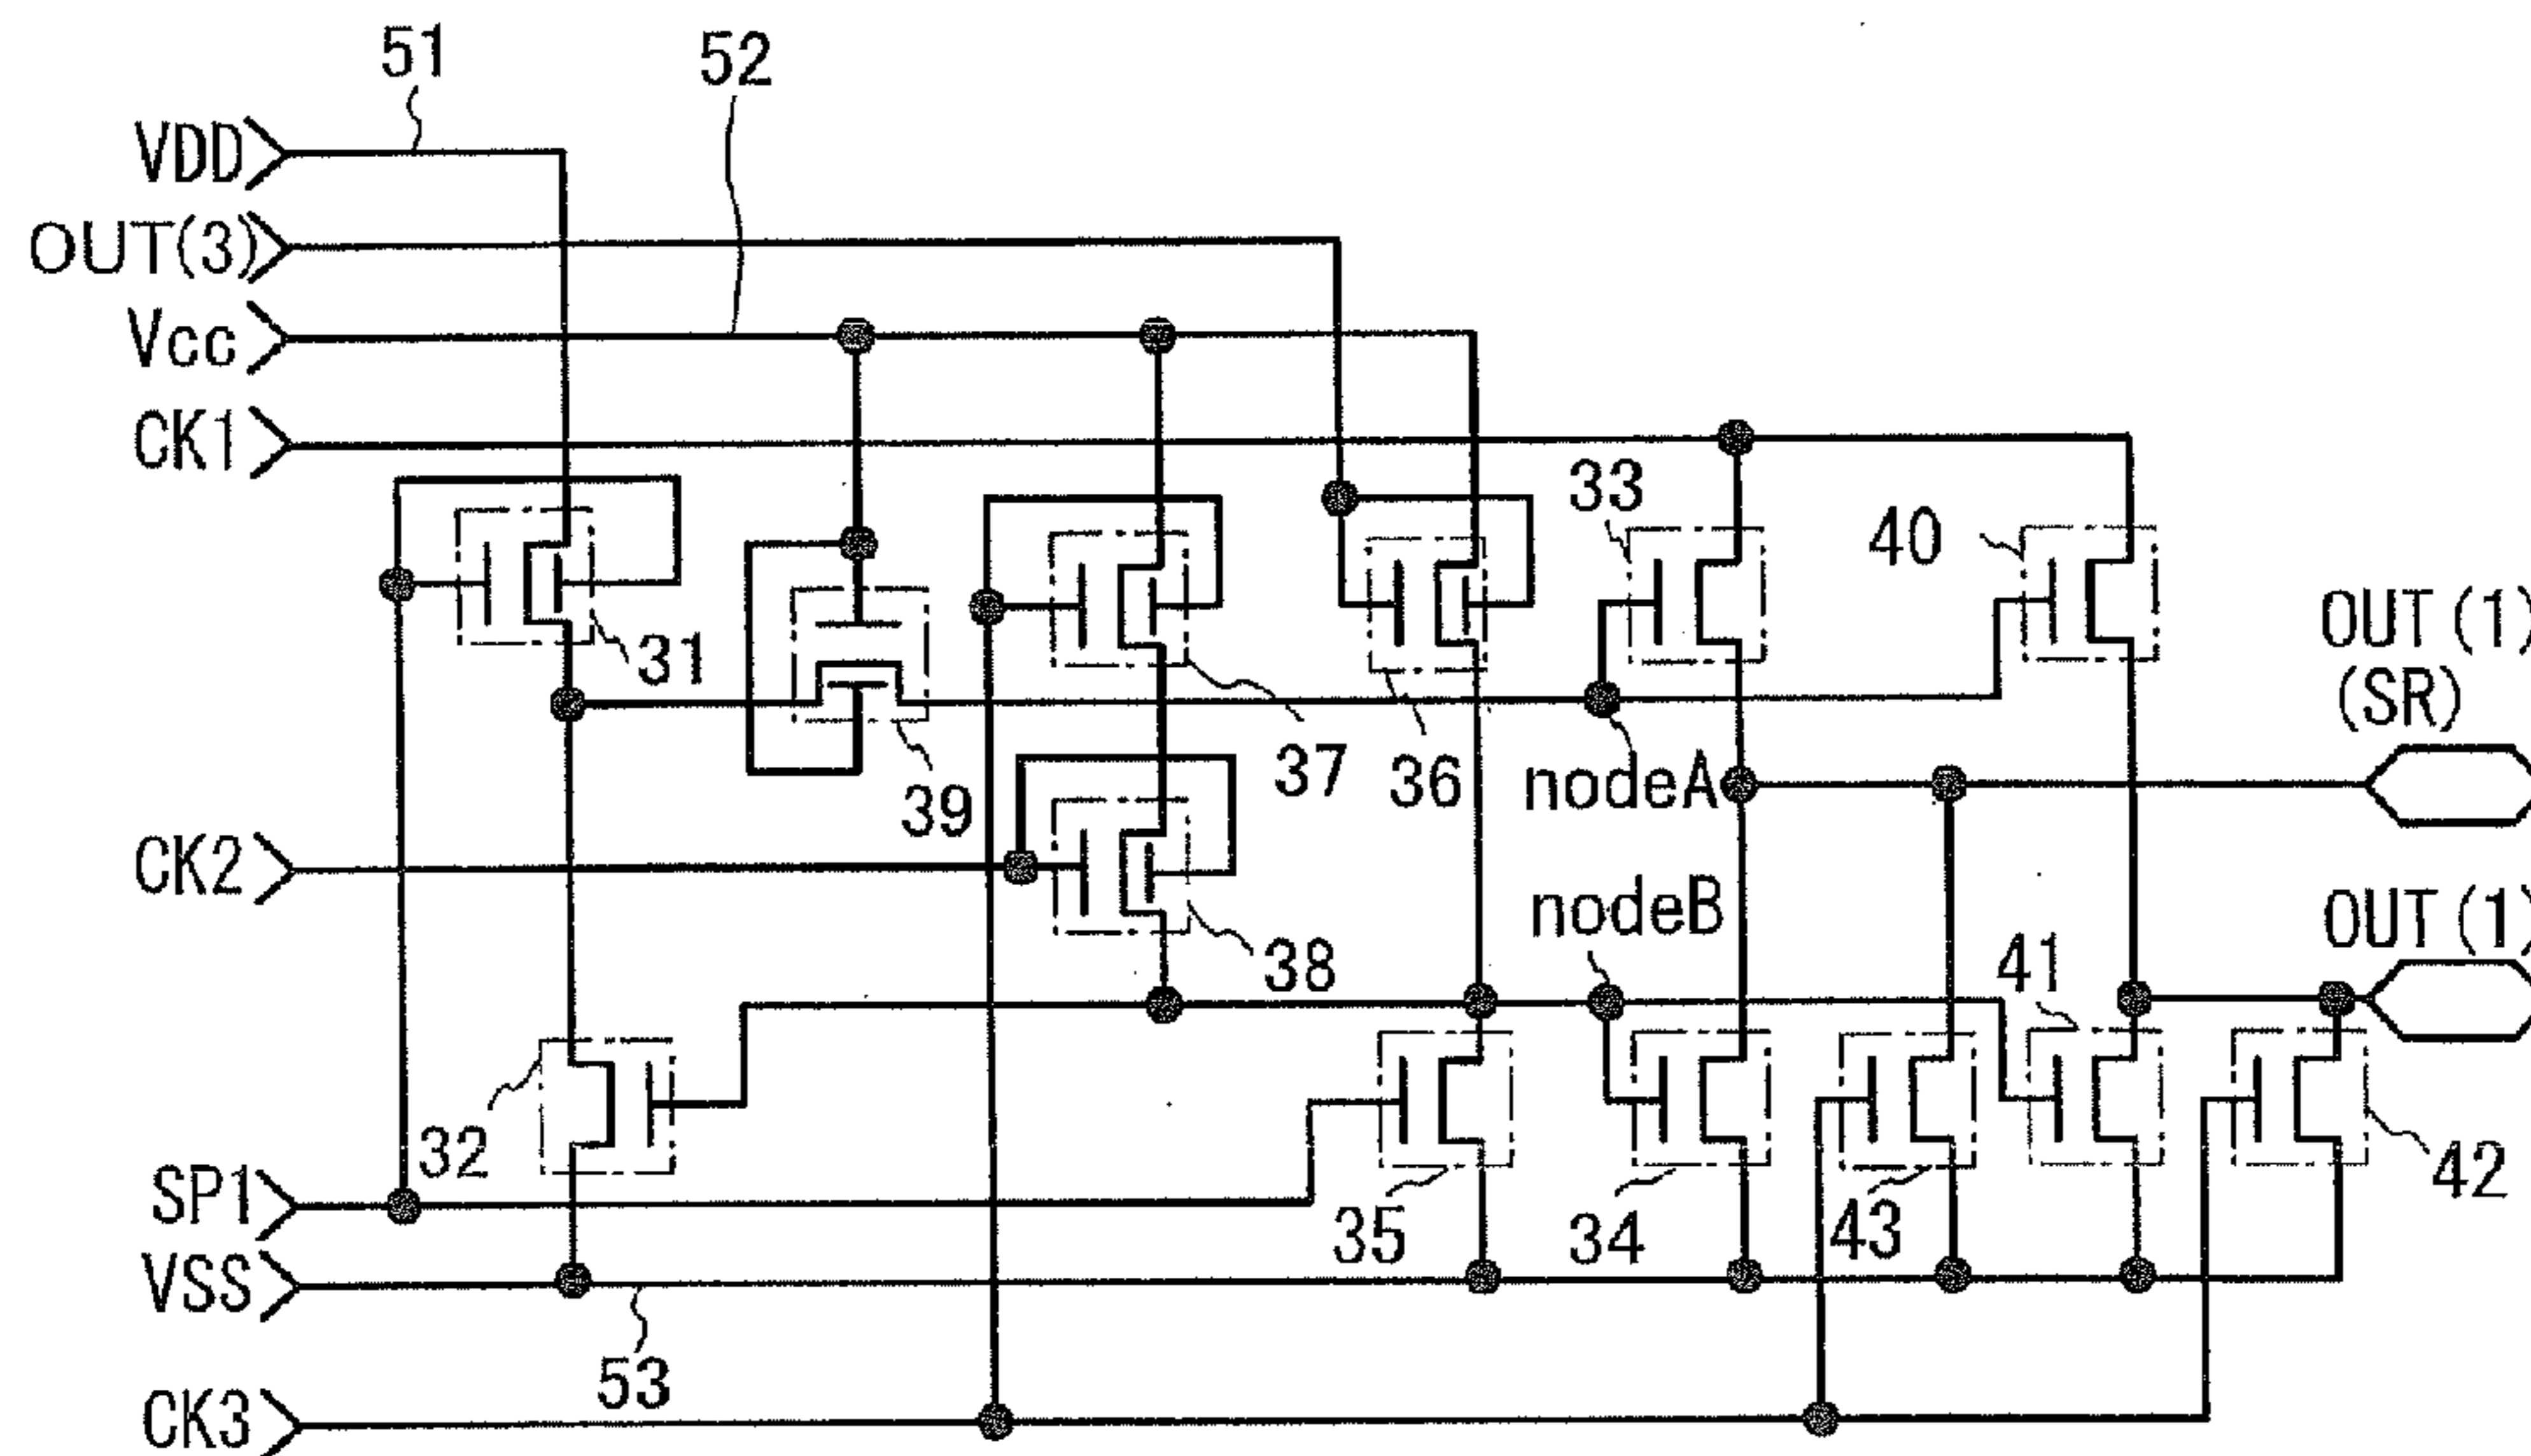 51
52
VDD
OUT(3)
Vcc
CK1
33
40
31
OUT(1)
(SR)
37
36
nodeA
39
CK2
nodeB
38
41
OUT(1)
32
SP1
35
34
43
42
VSS
53
CK3